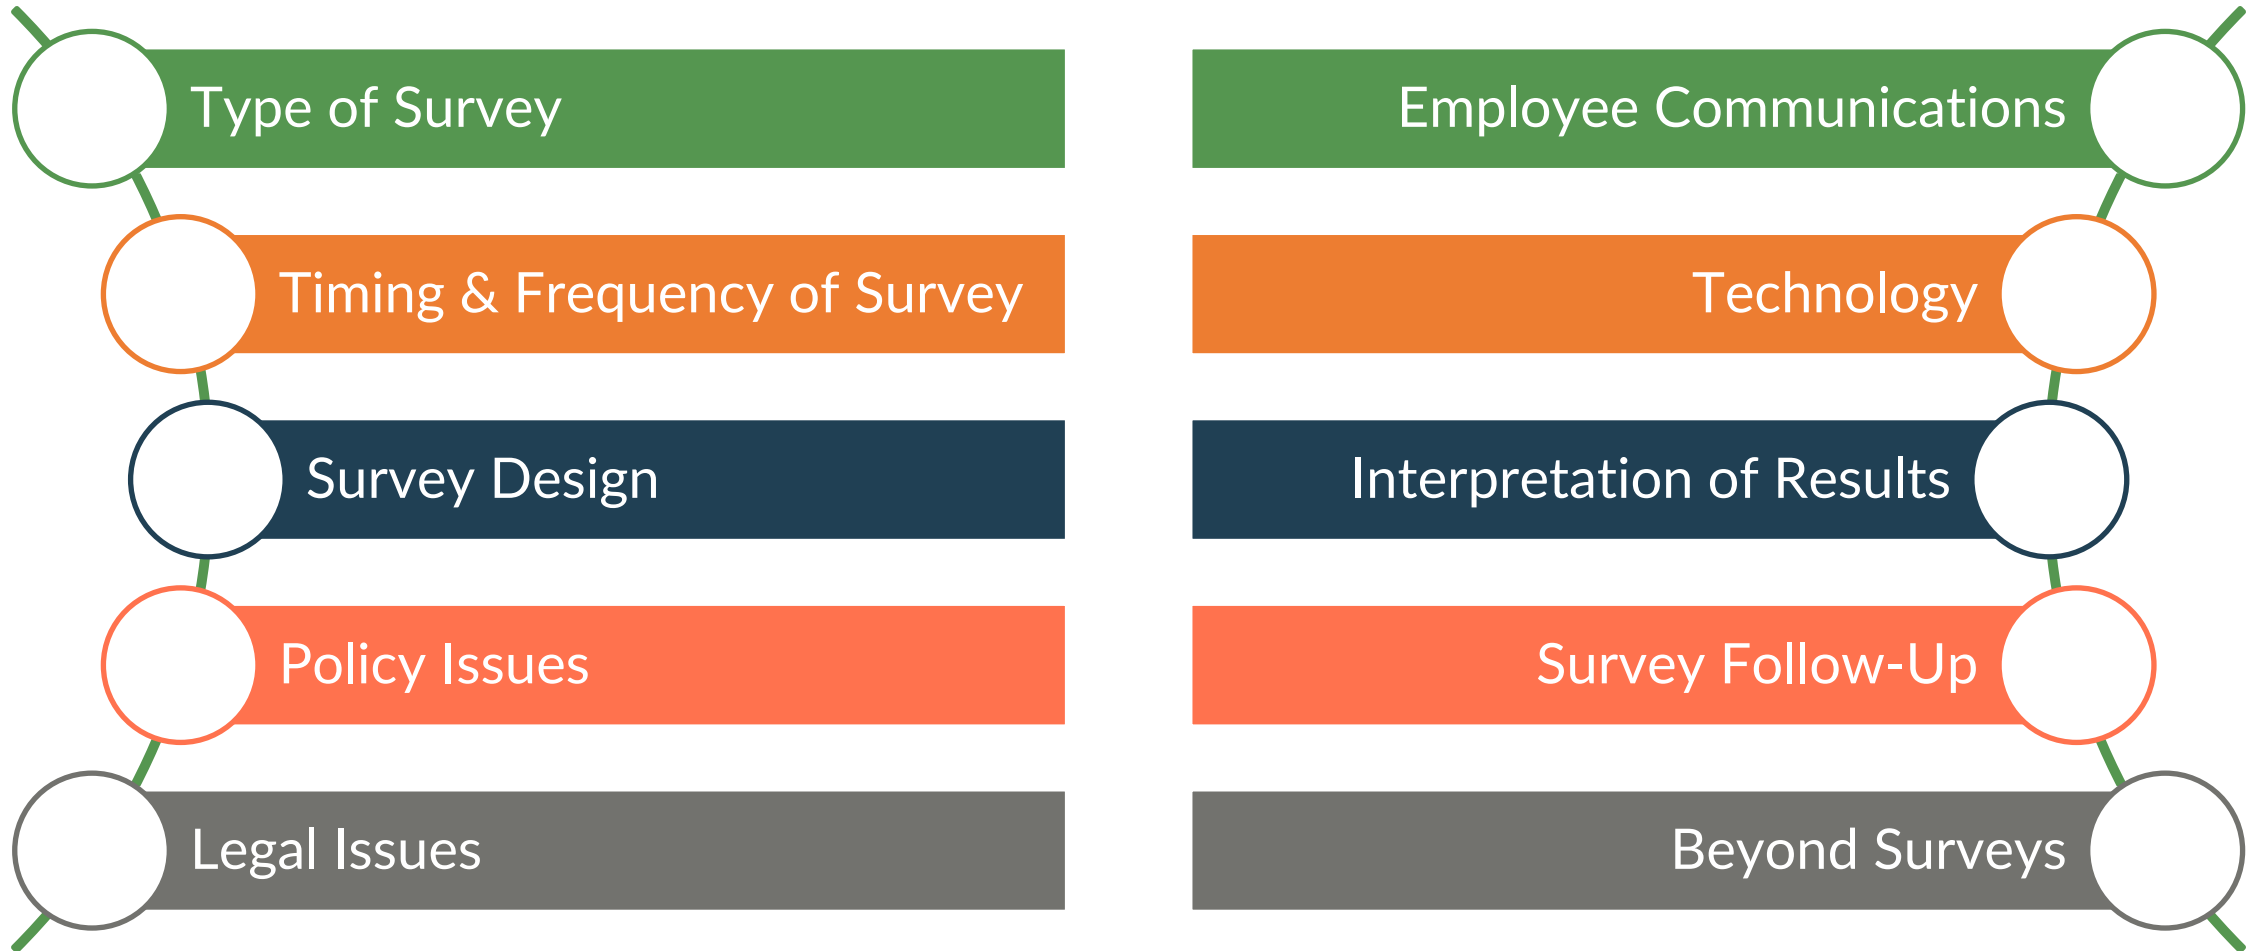 Type of Survey
Timing & Frequency of Survey
Survey Design
Policy Issues
Legal Issues
Employee Communications
Technology
Interpretation of Results
Survey Follow-Up
Beyond Surveys